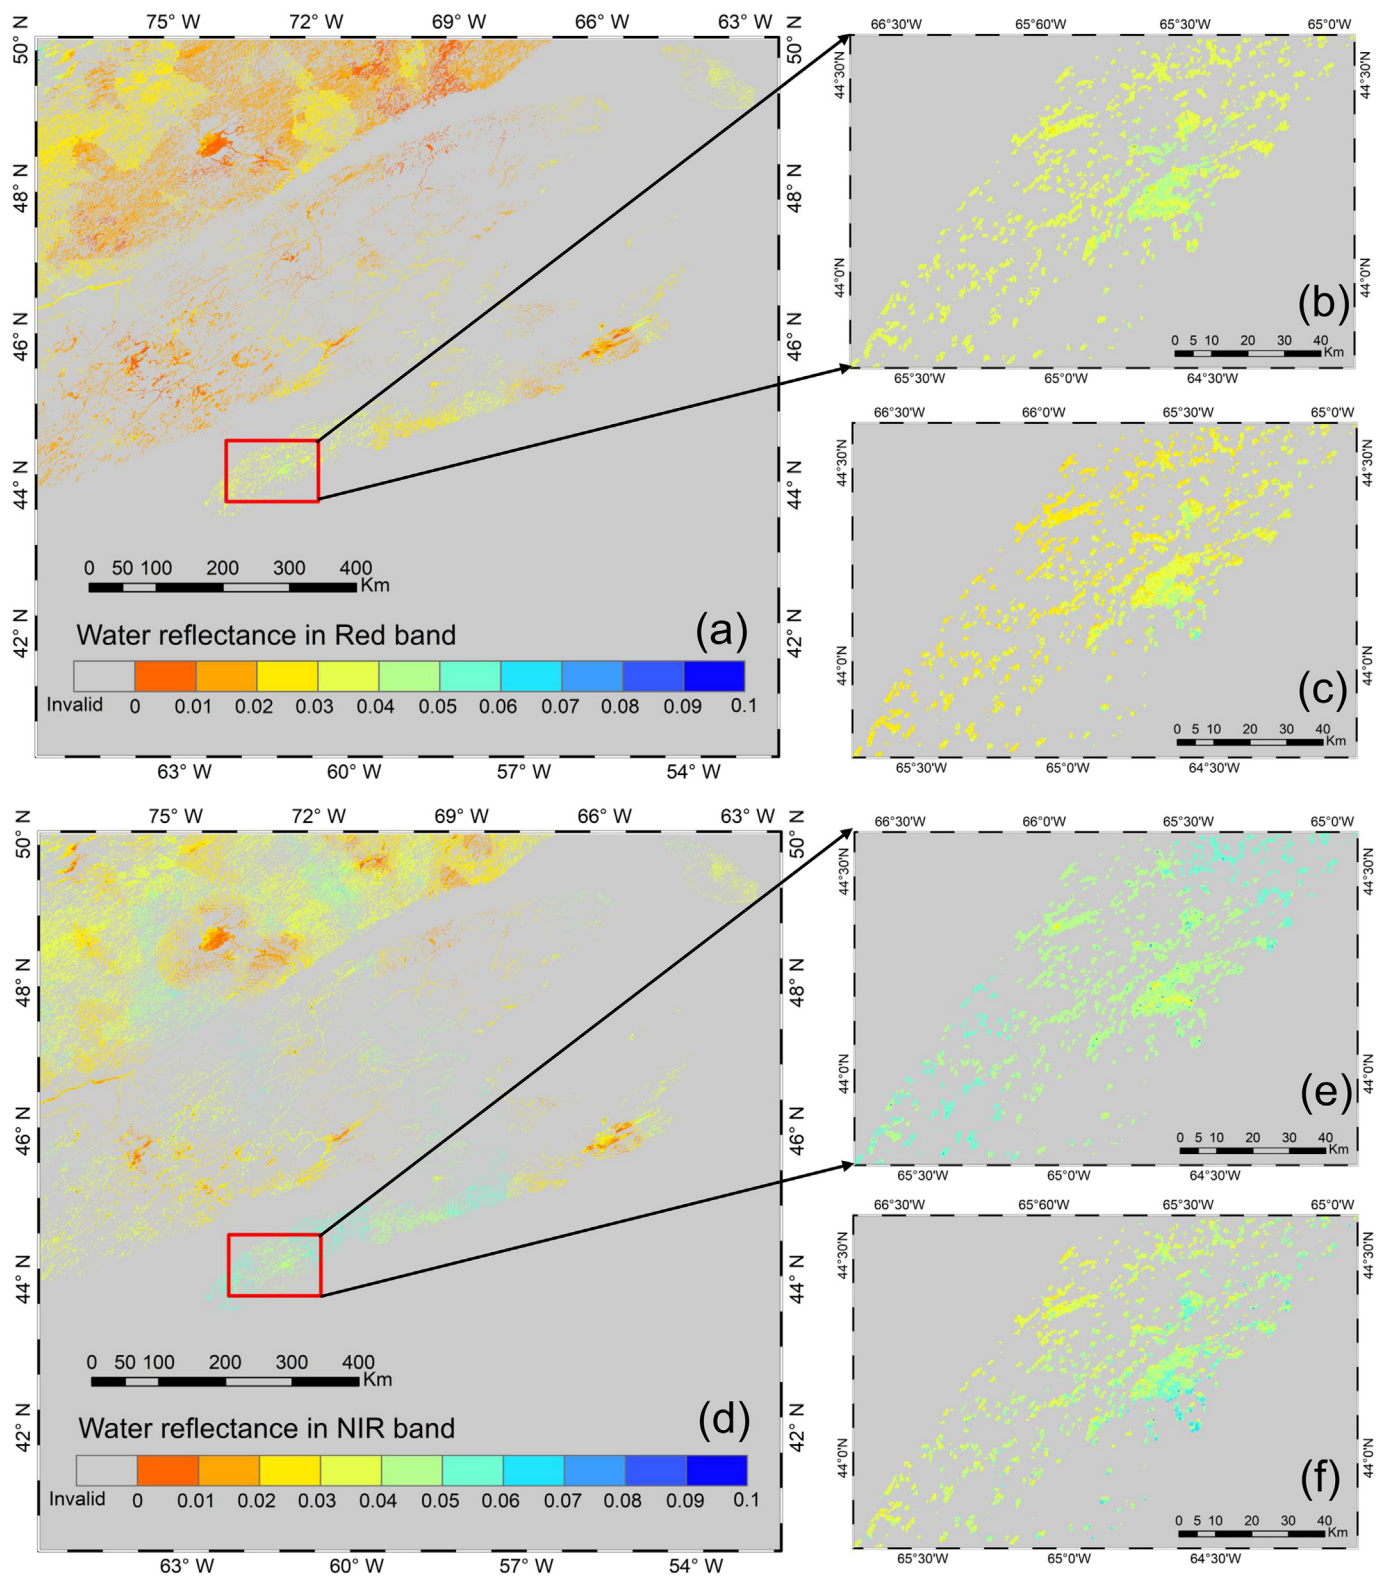 75° W 72° W 69° W 66° W 63° W
50° N 48° N 46° N 44° N 42° N
50° N 48° N 46° N 44° N 42° N
0 50 100 200 300 400
Km
Water reflectance in Red band
(a)
Invalid 0 0.01 0.02 0.03 0.04 0.05 0.06 0.07 0.08 0.09 0.1
63° W 60° W 57° W 54° W
66°30'W 65°60'W 65°30'W 65°0'W
44°30'N 44°0'N
44°30'N 44°0'N
(b)
0 5 10 20 30 40
Km
65°30'W 65°0'W 64°30'W
66°30'W 66°0'W 65°30'W 65°0'W
44°30'N 44°0'N
44°30'N 44°0'N
(c)
0 5 10 20 30 40
Km
65°30'W 65°0'W 64°30'W
75° W 72° W 69° W 66° W 63° W
50° N 48° N 46° N 44° N 42° N
50° N 48° N 46° N 44° N 42° N
0 50 100 200 300 400
Km
Water reflectance in NIR band
(d)
Invalid 0 0.01 0.02 0.03 0.04 0.05 0.06 0.07 0.08 0.09 0.1
63° W 60° W 57° W 54° W
66°30'W 66°0'W 65°30'W 65°0'W
44°30'N 44°0'N
44°30'N 44°0'N
(e)
0 5 10 20 30 40
Km
65°30'W 65°0'W 64°30'W
66°30'W 65°60'W 65°30'W 65°0'W
44°30'N 44°0'N
44°30'N 44°0'N
(f)
0 5 10 20 30 40
Km
65°30'W 65°0'W 64°30'W